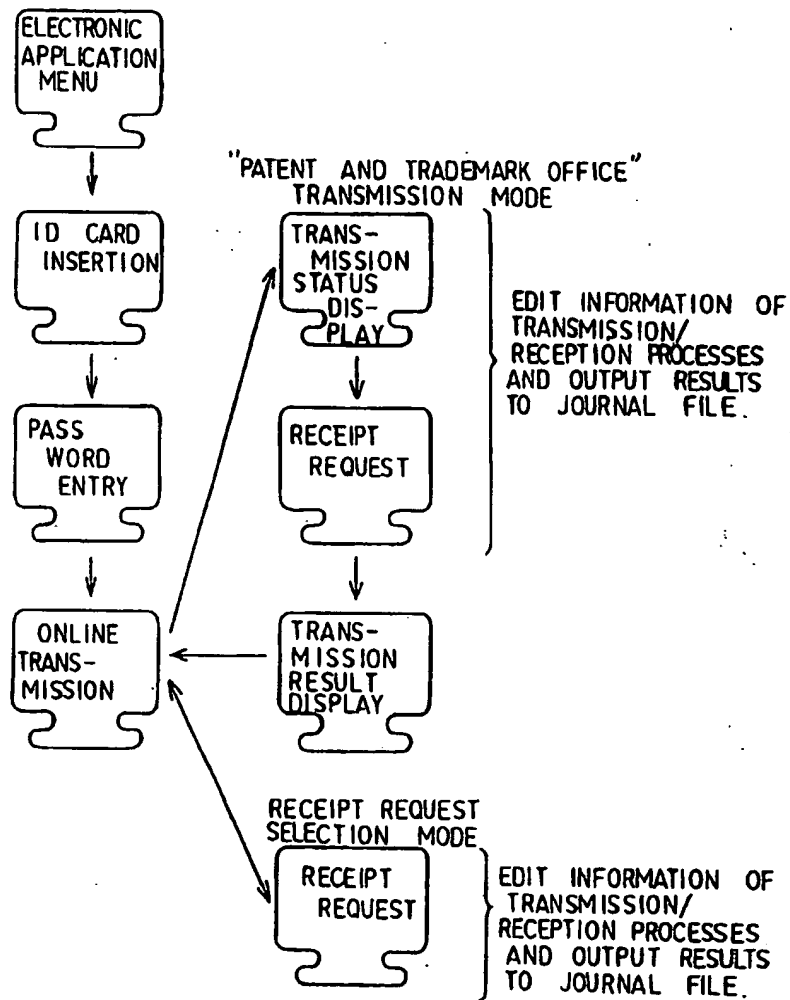 ELECTRONIC
APPLICATION
MENU
ID CARD
INSERTION
PASS
WORD
ENTRY
ONLINE
TRANS-
MISSION
"PATENT AND TRADEMARK OFFICE"
TRANSMISSION MODE
TRANS-
MISSION
STATUS
DIS-
PLAY
RECEIPT
REQUEST
TRANS-
MISSION
RESULT
DISPLAY
EDIT INFORMATION OF
TRANSMISSION/
RECEPTION PROCESSES
AND OUTPUT RESULTS
TO JOURNAL FILE.
RECEIPT REQUEST
SELECTION MODE
RECEIPT
REQUEST
EDIT INFORMATION OF
TRANSMISSION/
RECEPTION PROCESSES
AND OUTPUT RESULTS
TO JOURNAL FILE.